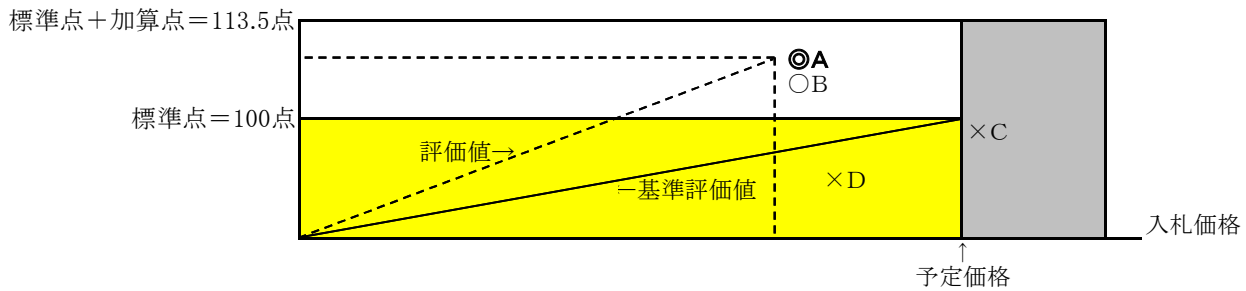 標準点＋加算点＝113.5点
◎A
○B
標準点＝100点
×C
評価値→
×D
←基準評価値
入札価格
↑
予定価格